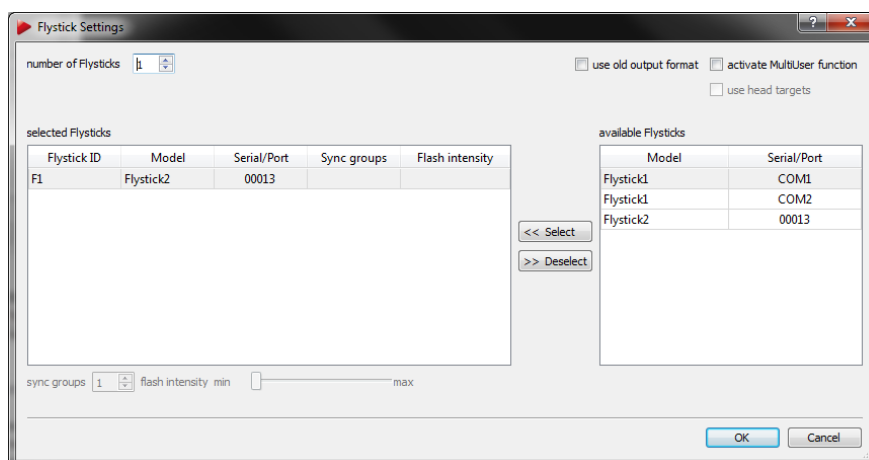 Flystick Settings
number of Flysticks 1 use old output format activate MultiUser function
use head targets
selected Flysticks available Flysticks
Flystick ID Model Serial/Port Sync groups Flash intensity Model Serial/Port
F1 Flystick2 00013 Flystick1 COM1
Flystick1 COM2
Flystick2 00013
<< Select
>> Deselect
sync groups 1 flash intensity min max
OK Cancel